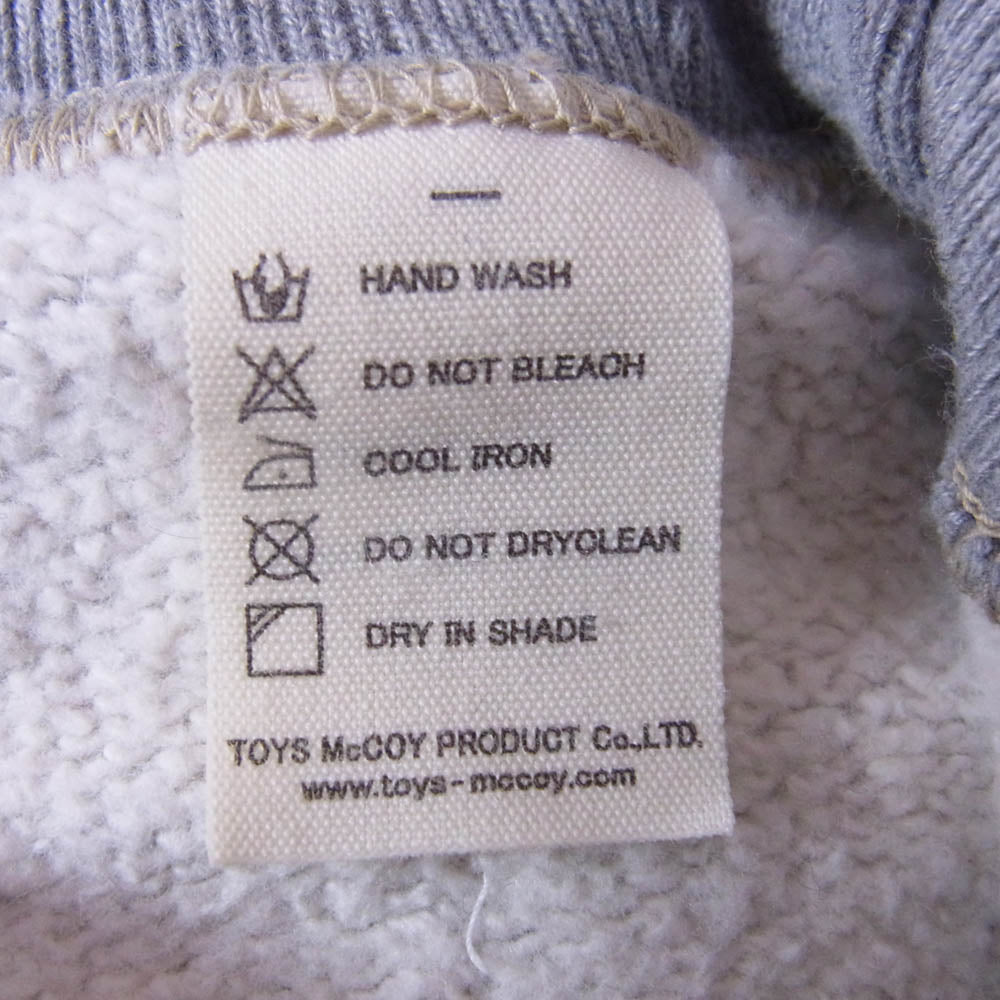 HAND WASH
DO NOT BLEACH
COOL IRON
DO NOT DRYCLEAN
DRY IN SHADE
TOYS McCOY PRODUCT Co.,LTD.
www.toys-mccoy.com